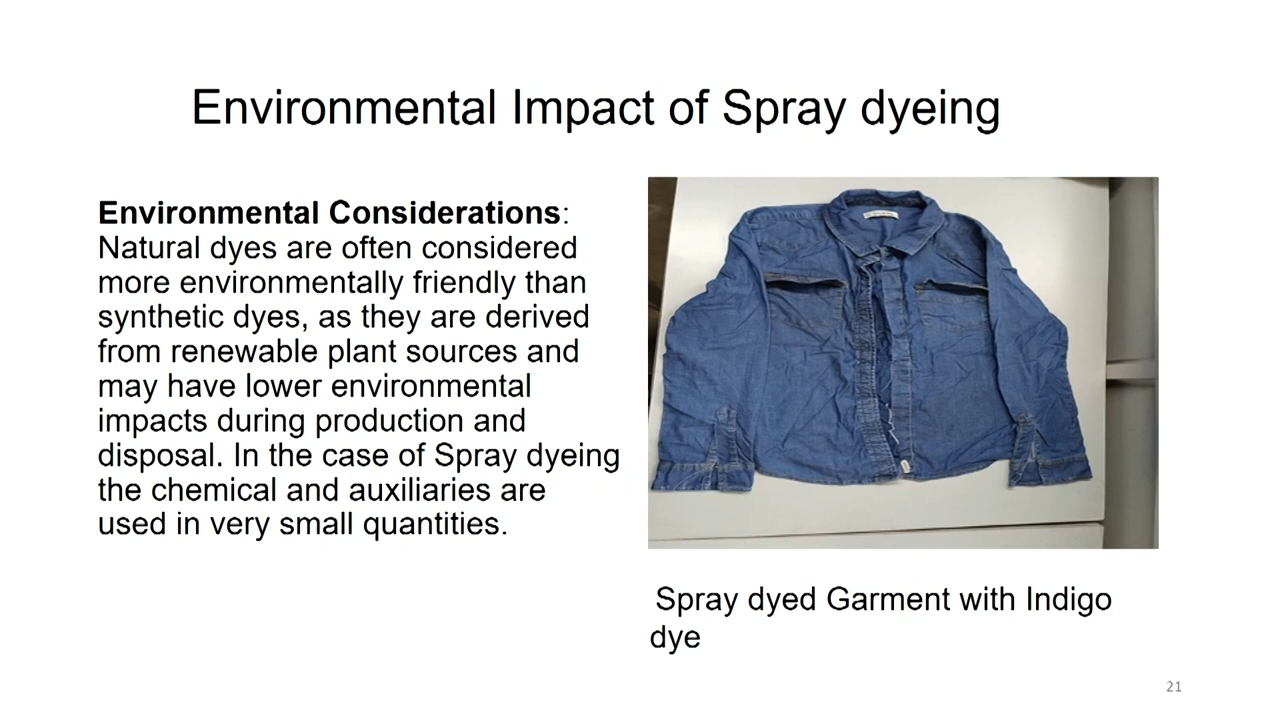 Environmental Impact of Spray dyeing
Environmental Considerations:
Natural dyes are often considered
more environmentally friendly than
synthetic dyes, as they are derived
from renewable plant sources and
may have lower environmental
impacts during production and
disposal. In the case of Spray dyeing
the chemical and auxiliaries are
used in very small quantities.
Spray dyed Garment with Indigo
dye
21